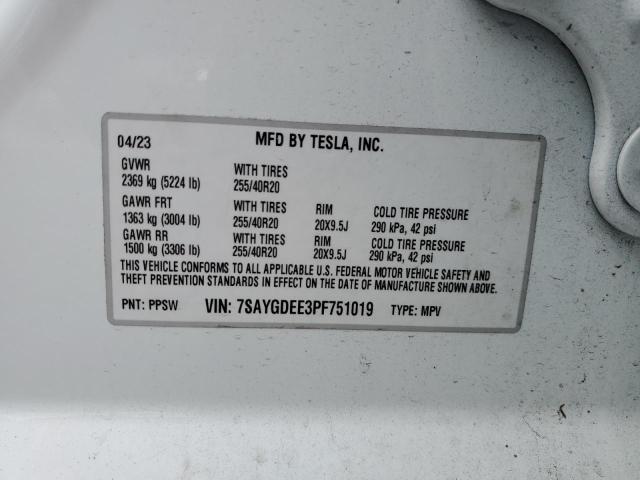 04/23 MFD BY TESLA, INC.
GVWR WITH TIRES
2369 kg (5224 lb) 255/40R20
GAWR FRT WITH TIRES RIM COLD TIRE PRESSURE
1363 kg (3004 lb) 255/40R20 20X9.5J 290 kPa, 42 psi
GAWR RR WITH TIRES RIM COLD TIRE PRESSURE
1500 kg (3306 lb) 255/40R20 20X9.5J 290 kPa, 42 psi
THIS VEHICLE CONFORMS TO ALL APPLICABLE U.S. FEDERAL MOTOR VEHICLE SAFETY AND
THEFT PREVENTION STANDARDS IN EFFECT ON THE DATE OF MANUFACTURE SHOWN ABOVE.
PNT: PPSW VIN: 7SAYGDEE3PF751019 TYPE: MPV